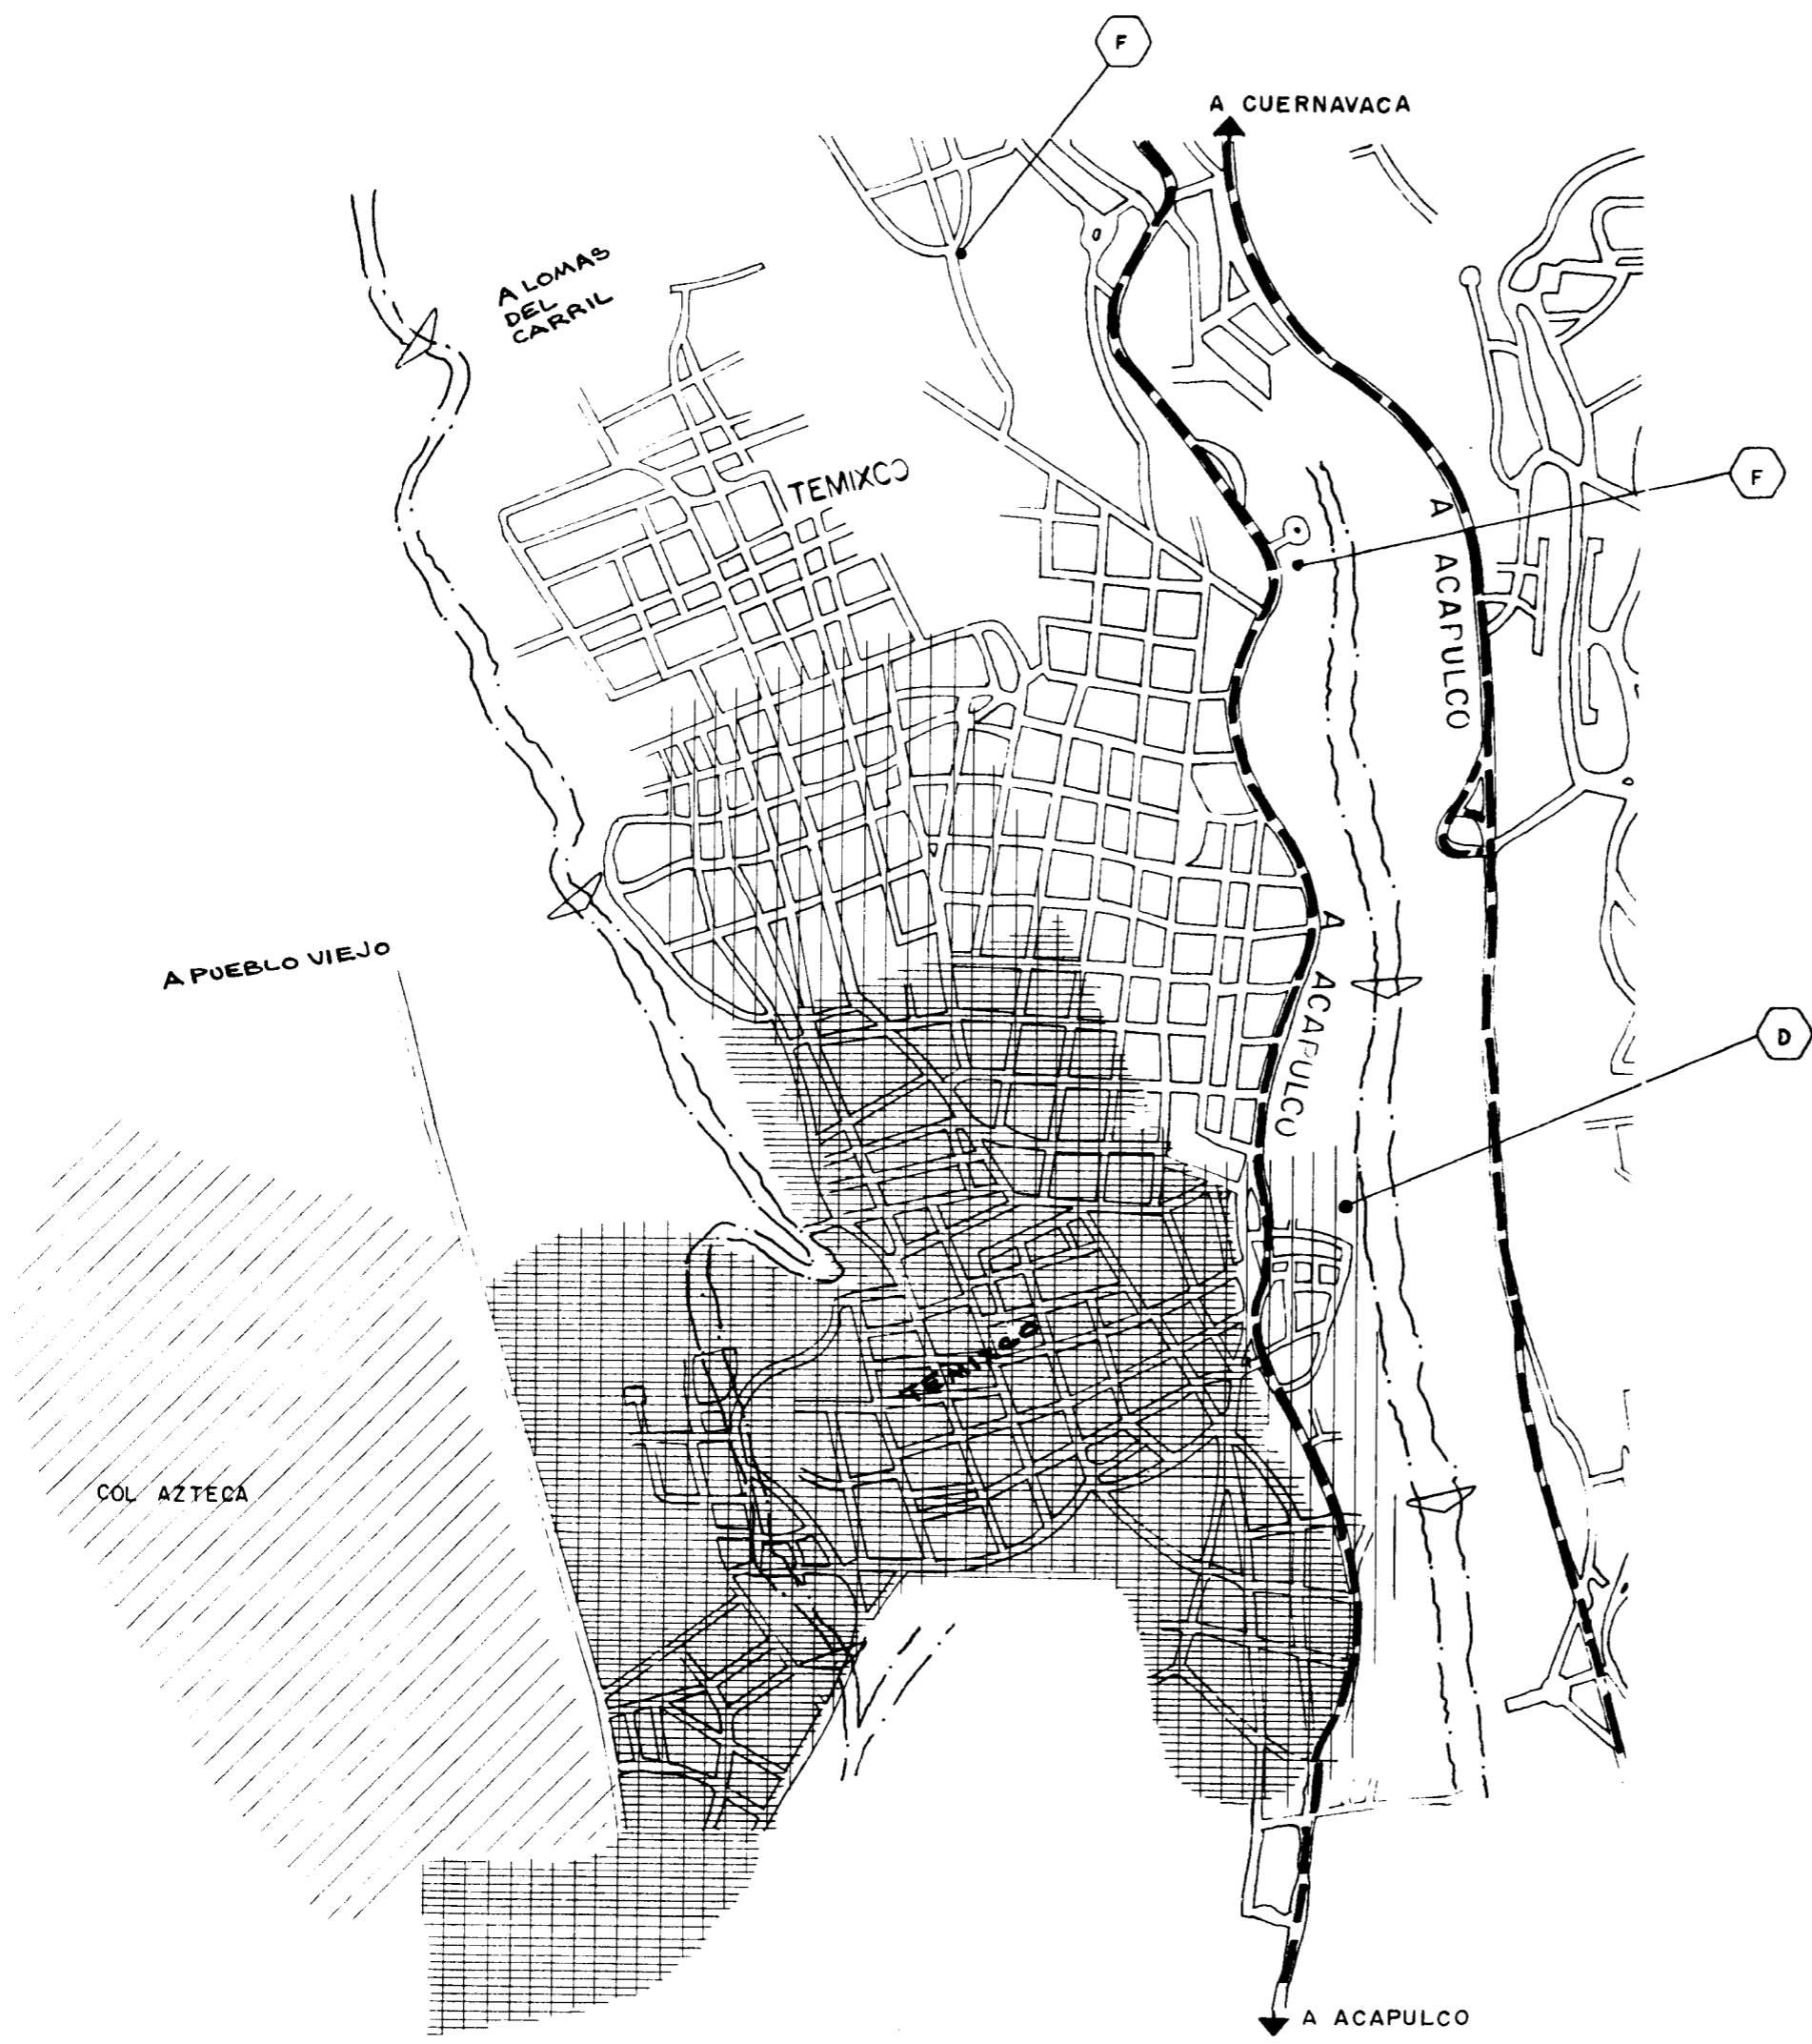 F
A CUERNAVACA
A LOMAS
DEL
CARRIL
TEMIXCO
F
A ACAPULCO
A ACAPULCO
A PUEBLO VIEJO
D
TEMIXCO
COL AZTECA
A ACAPULCO